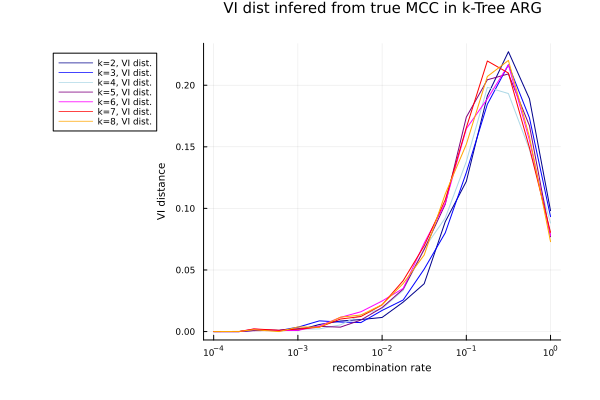 VI dist infered from true MCC in k-Tree ARG
k=2, VI dist.
k=3, VI dist.
k=4, VI dist.
k=5, VI dist.
k=6, VI dist.
k=7, VI dist.
k=8, VI dist.
VI distance
0.20
0.15
0.10
0.05
0.00
10⁻⁴ 10⁻³ 10⁻² 10⁻¹ 10⁰
recombination rate